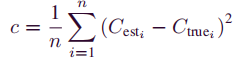 c = \frac{1}{n} \sum_{i=1}^{n} (C_{\text{est}_i} - C_{\text{true}_i})^2